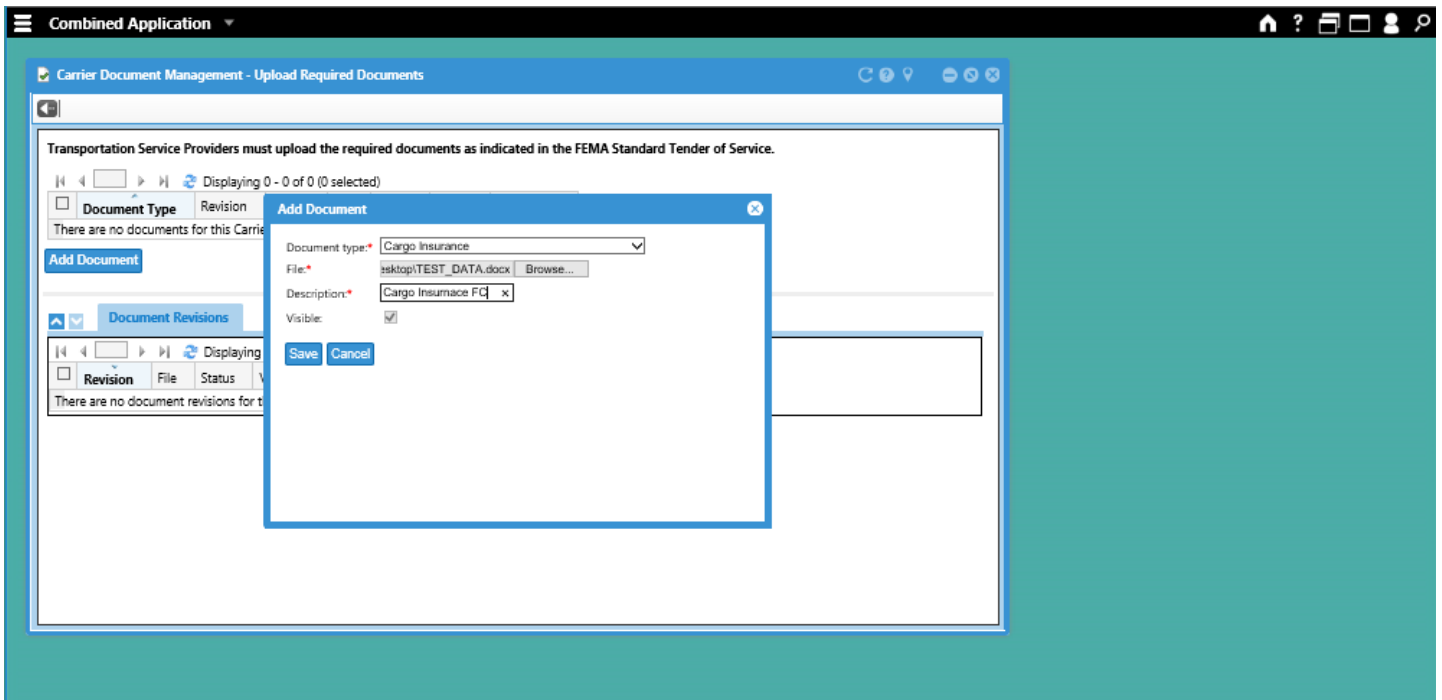 Combined Application
?
Carrier Document Management - Upload Required Documents
Transportation Service Providers must upload the required documents as indicated in the FEMA Standard Tender of Service.
Displaying 0 - 0 of 0 (0 selected)
Document Type Revision
There are no documents for this Carrie
Add Document
Add Document
Document type:* Cargo Insurance
File:* esktop\TEST_DATA.docx Browse...
Description:* Cargo Insurnace FC x
Visible:
Save Cancel
Document Revisions
Displaying
Revision File Status V
There are no document revisions for t